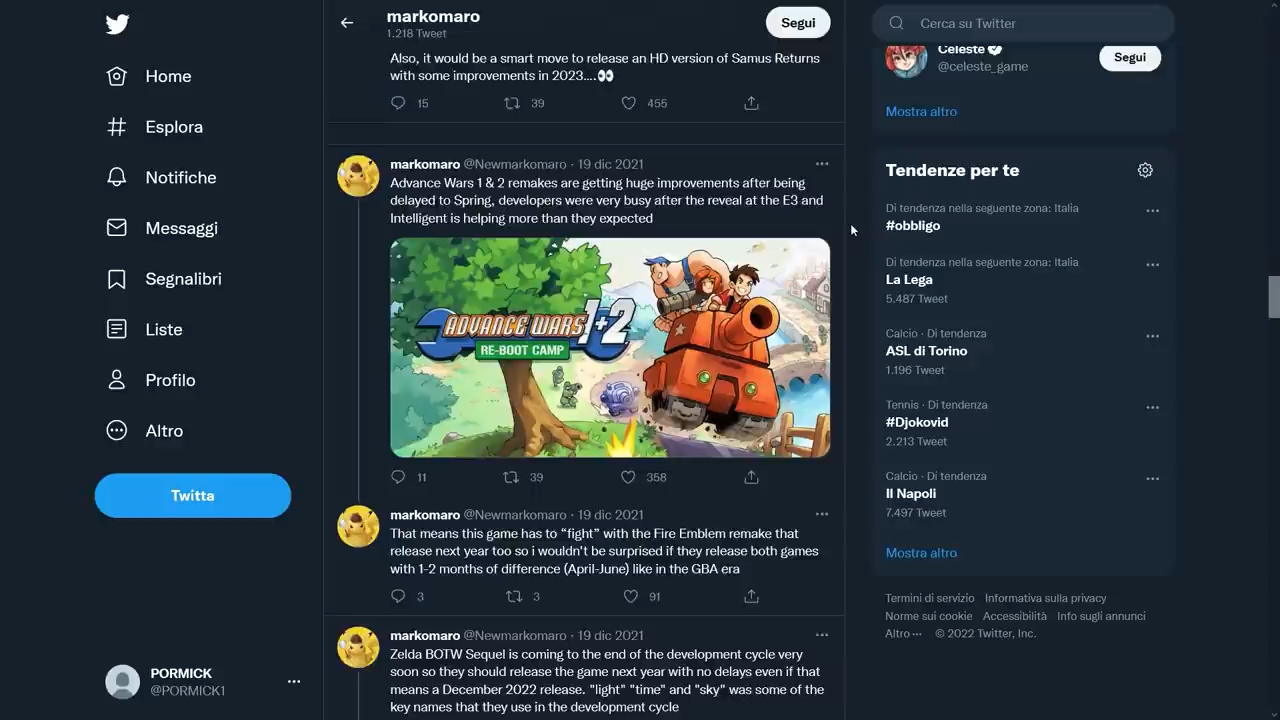 Home
Esplora
Notifiche
Messaggi
Segnalibri
Liste
Profilo
Altro
Twitta
PORMICK
@PORMICK1
markomaro
1.218 Tweet
Segui
Also, it would be a smart move to release an HD version of Samus Returns
with some improvements in 2023....👀
15 39 455
markomaro @Newmarkomaro · 19 dic 2021
Advance Wars 1 & 2 remakes are getting huge improvements after being
delayed to Spring, developers were very busy after the reveal at the E3 and
Intelligent is helping more than they expected
ADVANCE WARS 1+2
RE-BOOT CAMP
11 39 358
markomaro @Newmarkomaro · 19 dic 2021
That means this game has to “fight” with the Fire Emblem remake that
release next year too so i wouldn't be surprised if they release both games
with 1-2 months of difference (April-June) like in the GBA era
3 3 91
markomaro @Newmarkomaro · 19 dic 2021
Zelda BOTW Sequel is coming to the end of the development cycle very
soon so they should release the game next year with no delays even if that
means a December 2022 release. "light" "time" and "sky" was some of the
key names that they use in the development cycle
Cerca su Twitter
Celeste
@celeste_game
Segui
Mostra altro
Tendenze per te
Di tendenza nella seguente zona: Italia
#obbligo
Di tendenza nella seguente zona: Italia
La Lega
5.487 Tweet
Calcio · Di tendenza
ASL di Torino
1.196 Tweet
Tennis · Di tendenza
#Djokovid
2.213 Tweet
Calcio · Di tendenza
Il Napoli
7.497 Tweet
Mostra altro
Termini di servizio Informativa sulla privacy
Norme sui cookie Accessibilità Info sugli annunci
Altro ··· © 2022 Twitter, Inc.